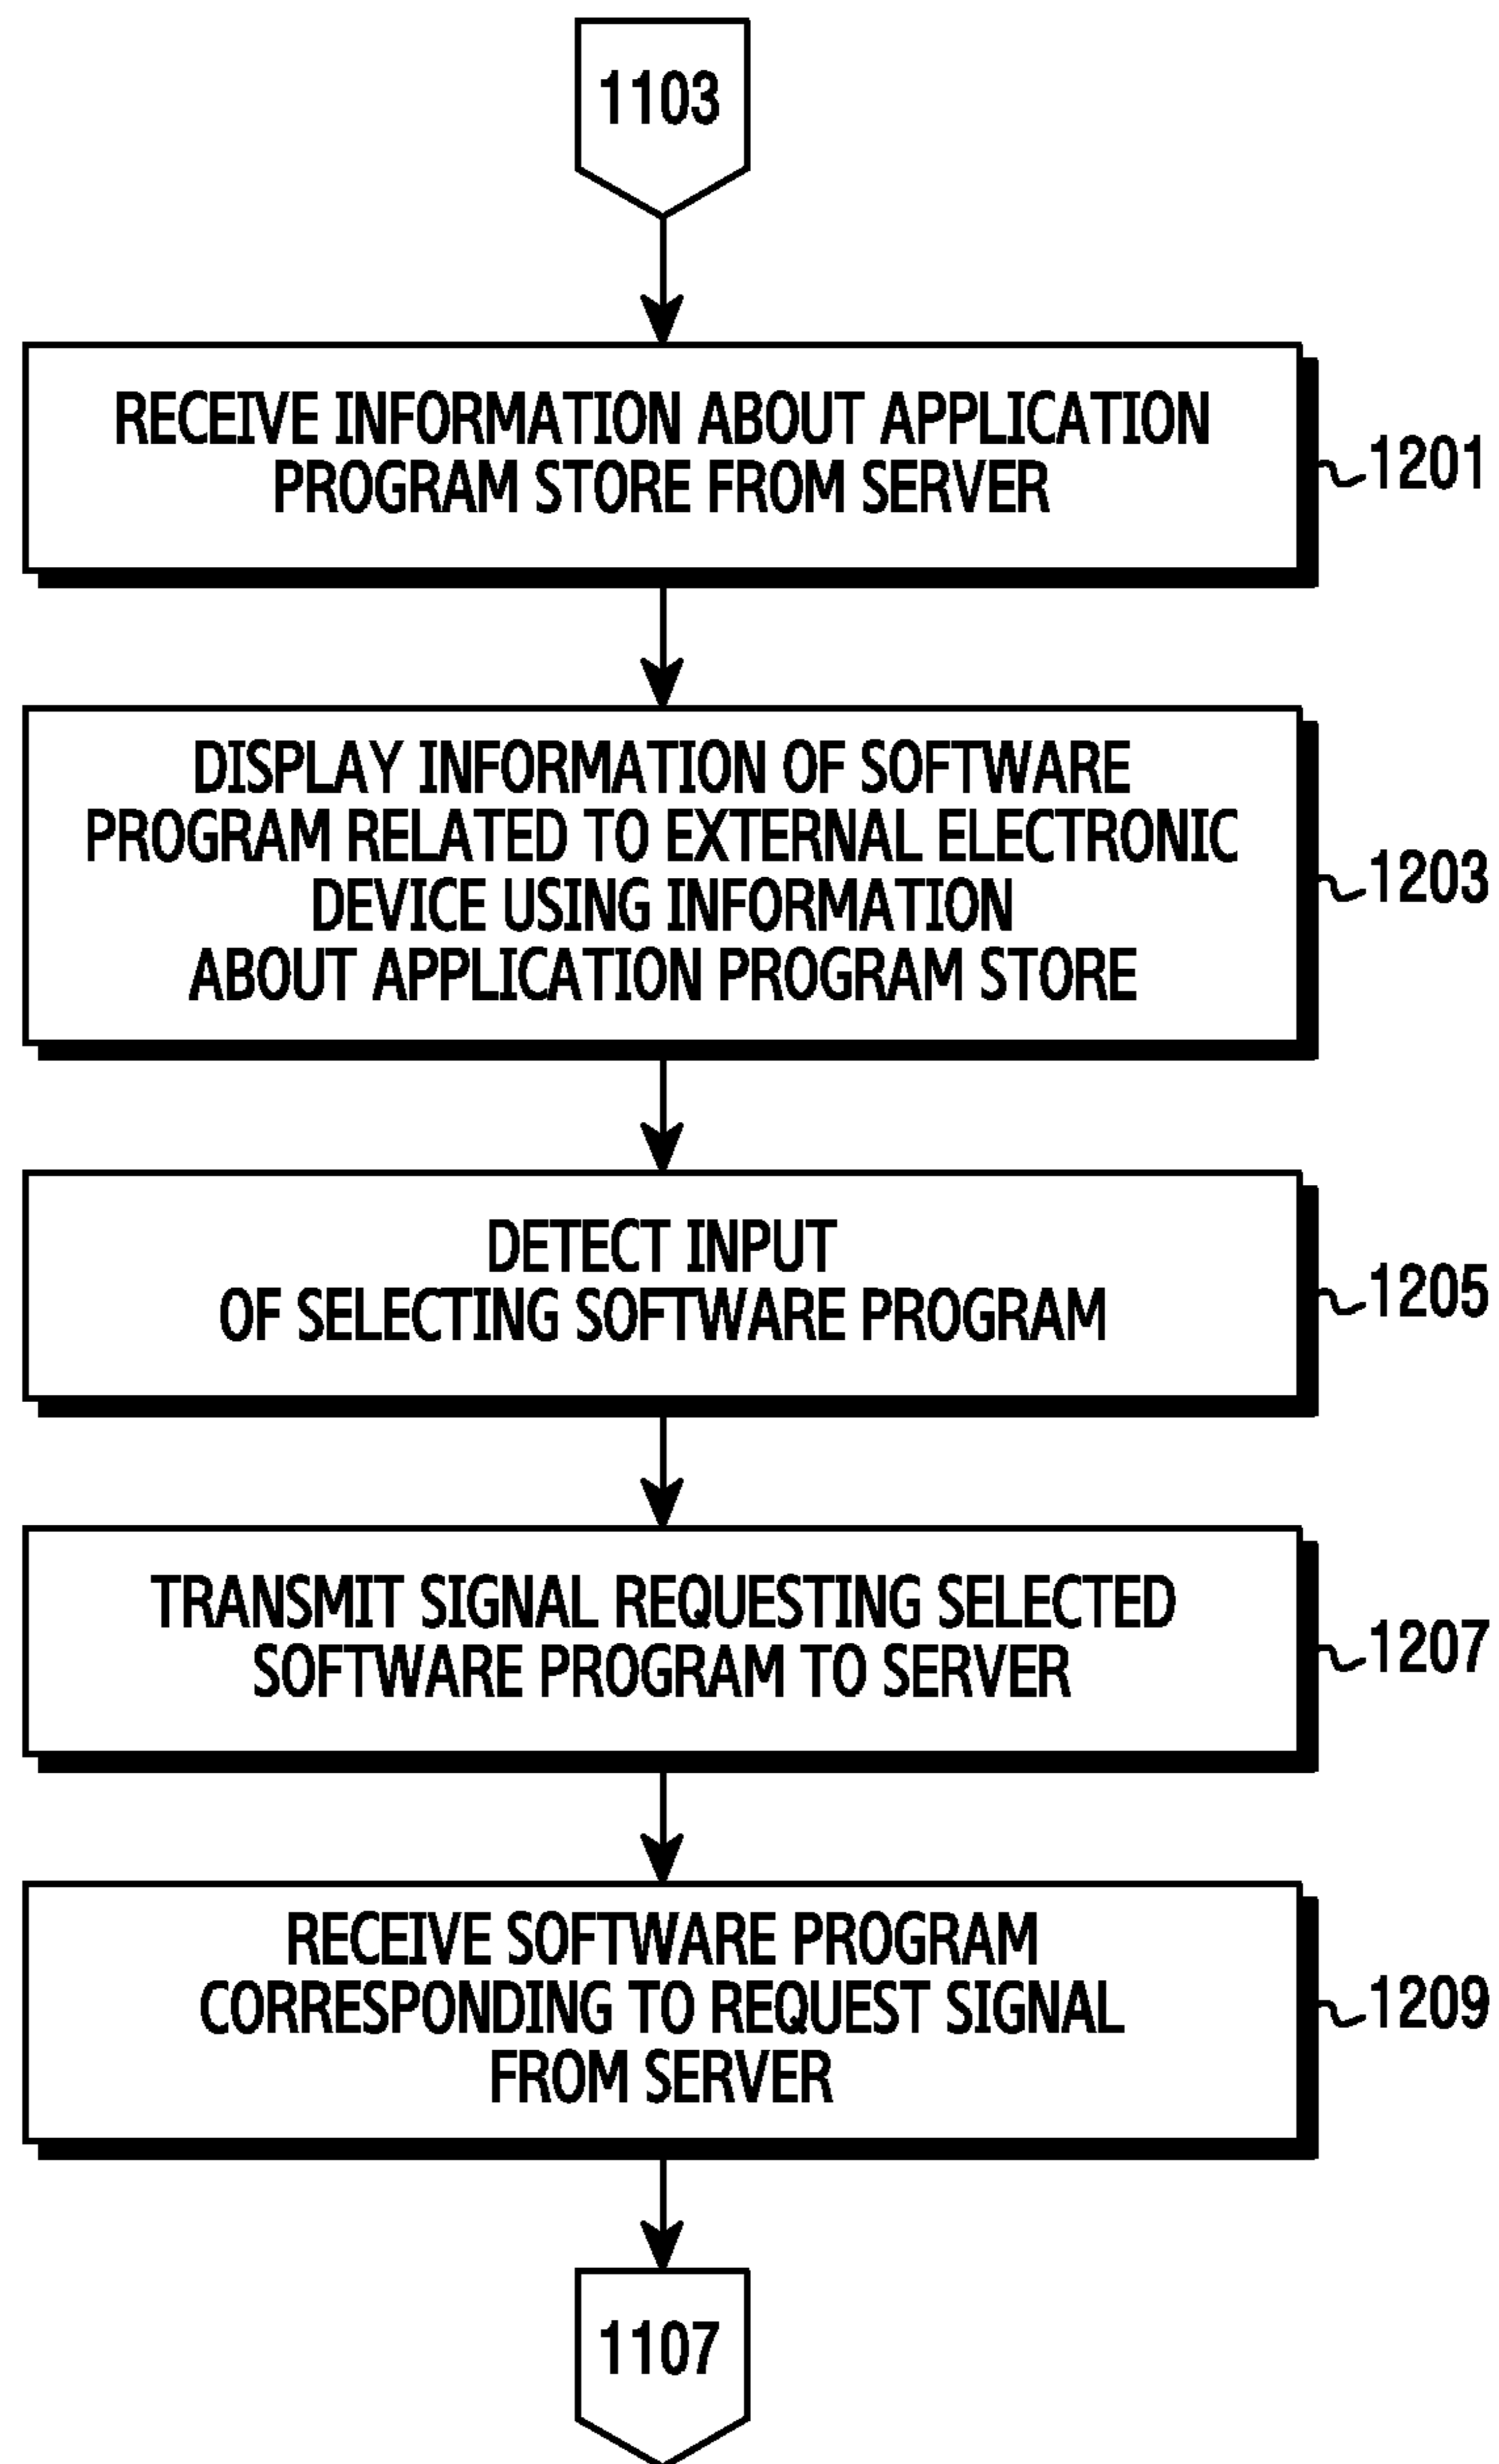 1103
RECEIVE INFORMATION ABOUT APPLICATION
PROGRAM STORE FROM SERVER
1201
DISPLAY INFORMATION OF SOFTWARE
PROGRAM RELATED TO EXTERNAL ELECTRONIC
DEVICE USING INFORMATION
ABOUT APPLICATION PROGRAM STORE
1203
DETECT INPUT
OF SELECTING SOFTWARE PROGRAM
1205
TRANSMIT SIGNAL REQUESTING SELECTED
SOFTWARE PROGRAM TO SERVER
1207
RECEIVE SOFTWARE PROGRAM
CORRESPONDING TO REQUEST SIGNAL
FROM SERVER
1209
1107